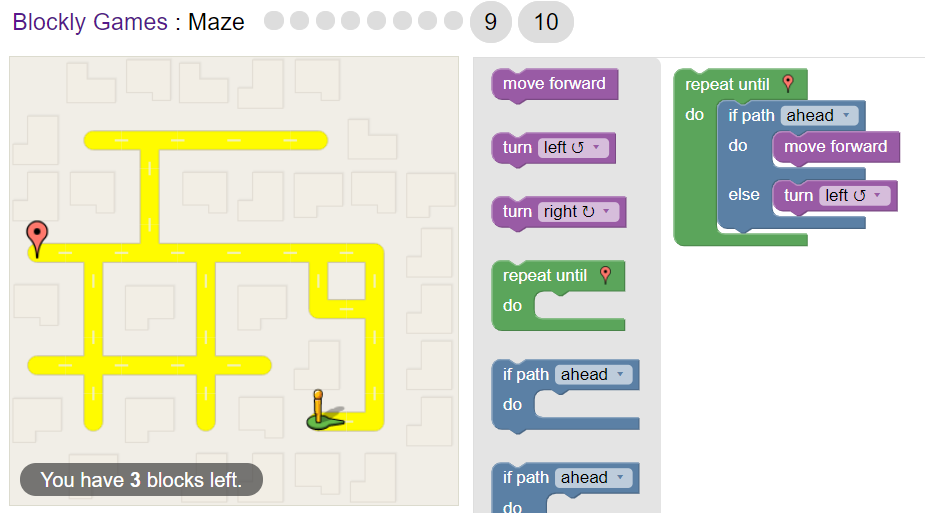 Blockly Games : Maze 9 10
move forward
turn left ↺ ▾
turn right ↻ ▾
repeat until
do
if path ahead ▾
do
if path ahead ▾
do
repeat until
do if path ahead ▾
do move forward
else turn left ↺ ▾
You have 3 blocks left.